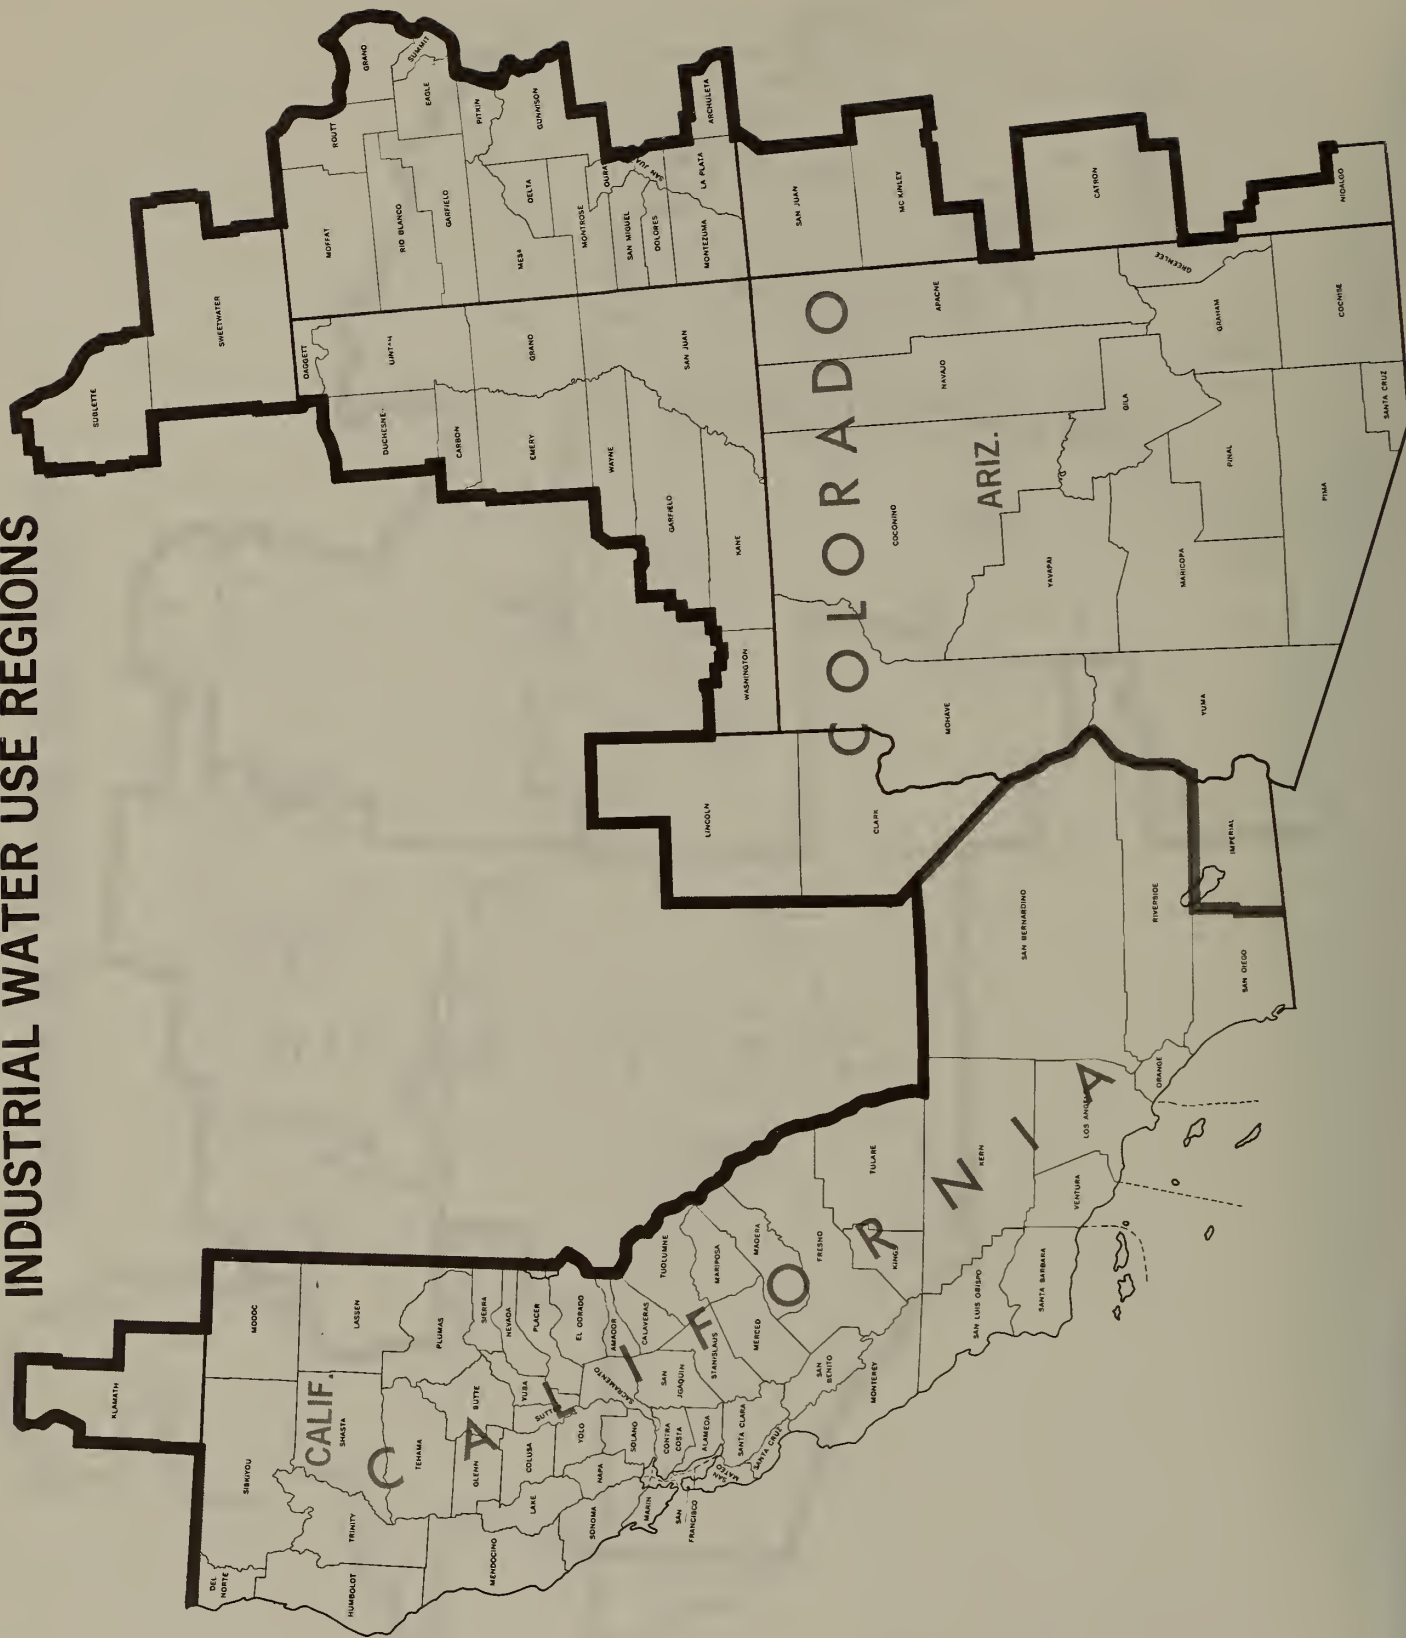 INDUSTRIAL WATER USE REGIONS
KLAMATH
DEL
NORTE
SISKIYOU
MODOC
HUMBOLDT
TRINITY
CALIF.
SHASTA
LASSEN
TEHAMA
PLUMAS
MENDOCINO
GLENN
BUTTE
SIERRA
LAKE
COLUSA
YUBA
NEVADA
SUTTER
PLACER
SONOMA
NAPA
YOLO
EL DORADO
SACRAMENTO
AMADOR
MARIN
SOLANO
CALAVERAS
SAN
FRANCISCO
CONTRA
COSTA
SAN
JOAQUIN
TUOLUMNE
ALAMEDA
STANISLAUS
MARIPOSA
SAN
MATEO
SANTA CLARA
MERCED
MADERA
SANTA CRUZ
SAN
BENITO
FRESNO
MONTEREY
KINGS
TULARE
SAN LUIS OBISPO
KERN
SANTA BARBARA
VENTURA
LOS ANGELES
SAN BERNARDINO
ORANGE
RIVERSIDE
SAN DIEGO
IMPERIAL
CALIFORNIA
SUBLETTE
SWEETWATER
DAGGETT
MOFFAT
ROUTT
GRAND
SUMMIT
DUCHESNE
UINTAH
RIO BLANCO
EAGLE
CARBON
GARFIELD
PITKIN
EMERY
GRAND
MESA
DELTA
GUNNISON
WAYNE
MONTROSE
OURAY
GARFIELD
SAN JUAN
SAN MIGUEL
SAN JUAN
DOLORES
LINCOLN
WASHINGTON
KANE
MONTEZUMA
LA PLATA
ARCHULETA
SAN JUAN
COLORADO
CLARK
MOHAVE
COCONINO
NAVAJO
APACHE
MC KINLEY
ARIZ.
YAVAPAI
GILA
CATRON
GREENLEE
YUMA
MARICOPA
PINAL
GRAHAM
PIMA
COCHISE
HIDALGO
SANTA CRUZ